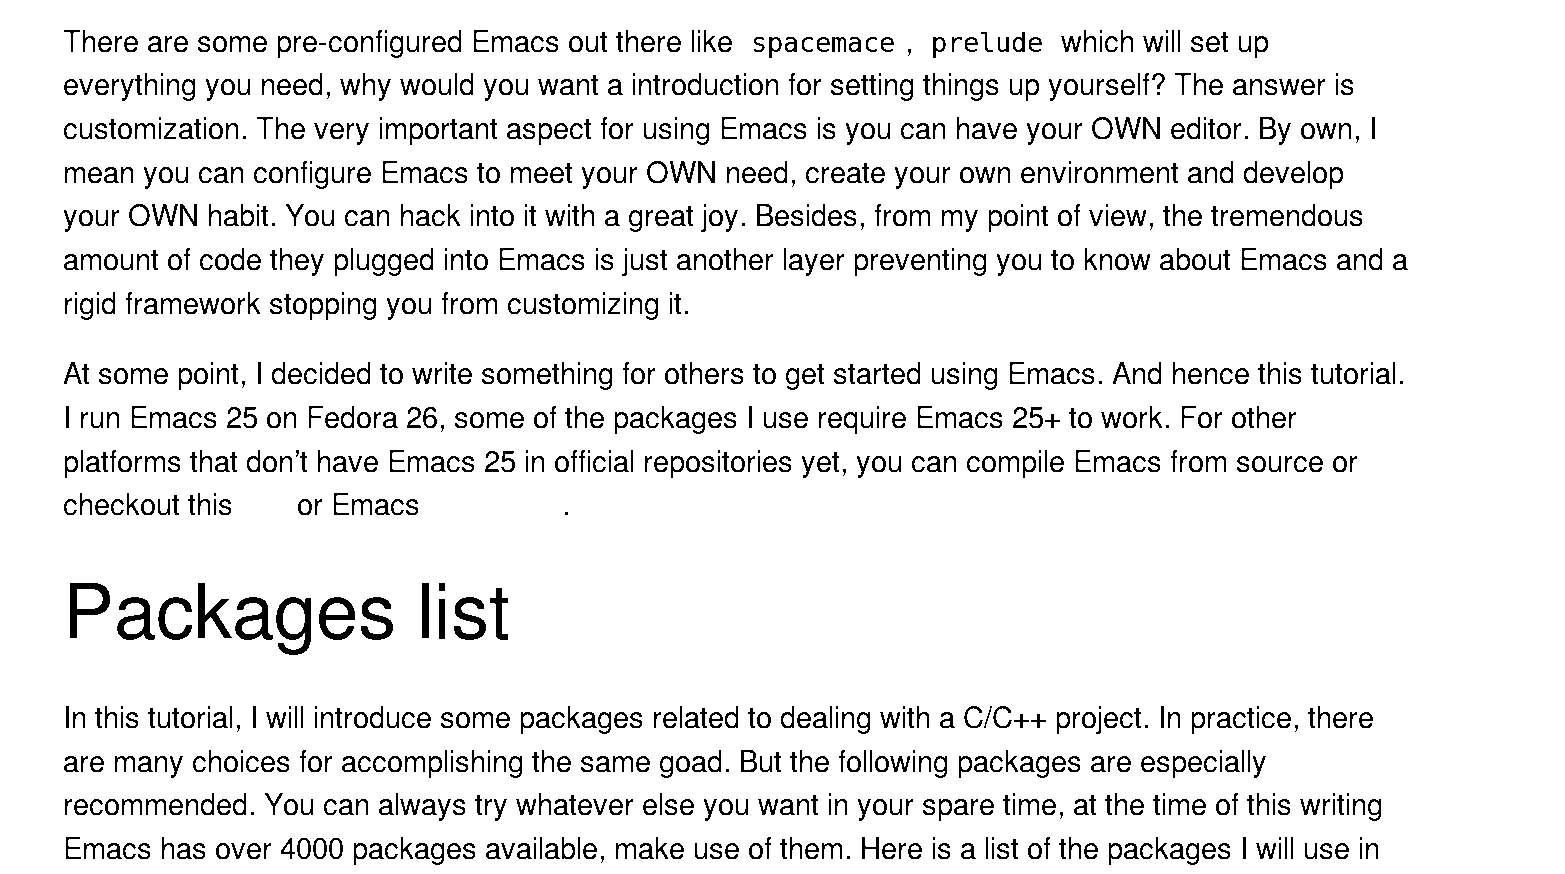 There are some pre-configured Emacs out there like spacemace , prelude which will set up
everything you need, why would you want a introduction for setting things up yourself? The answer is
customization. The very important aspect for using Emacs is you can have your OWN editor. By own, I
mean you can configure Emacs to meet your OWN need, create your own environment and develop
your OWN habit. You can hack into it with a great joy. Besides, from my point of view, the tremendous
amount of code they plugged into Emacs is just another layer preventing you to know about Emacs and a
rigid framework stopping you from customizing it.
At some point, I decided to write something for others to get started using Emacs. And hence this tutorial.
I run Emacs 25 on Fedora 26, some of the packages I use require Emacs 25+ to work. For other
platforms that don’t have Emacs 25 in official repositories yet, you can compile Emacs from source or
checkout this or Emacs .
Packages list
In this tutorial, I will introduce some packages related to dealing with a C/C++ project. In practice, there
are many choices for accomplishing the same goad. But the following packages are especially
recommended. You can always try whatever else you want in your spare time, at the time of this writing
Emacs has over 4000 packages available, make use of them. Here is a list of the packages I will use in